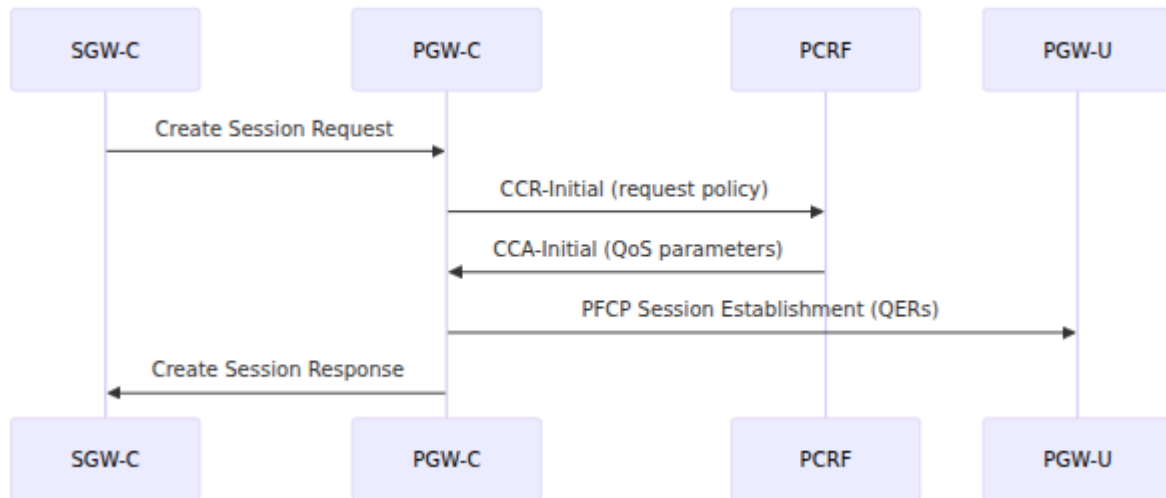 SGW-C
PGW-C
PCRF
PGW-U
Create Session Request
CCR-Initial (request policy)
CCA-Initial (QoS parameters)
PFCP Session Establishment (QERs)
Create Session Response
SGW-C
PGW-C
PCRF
PGW-U